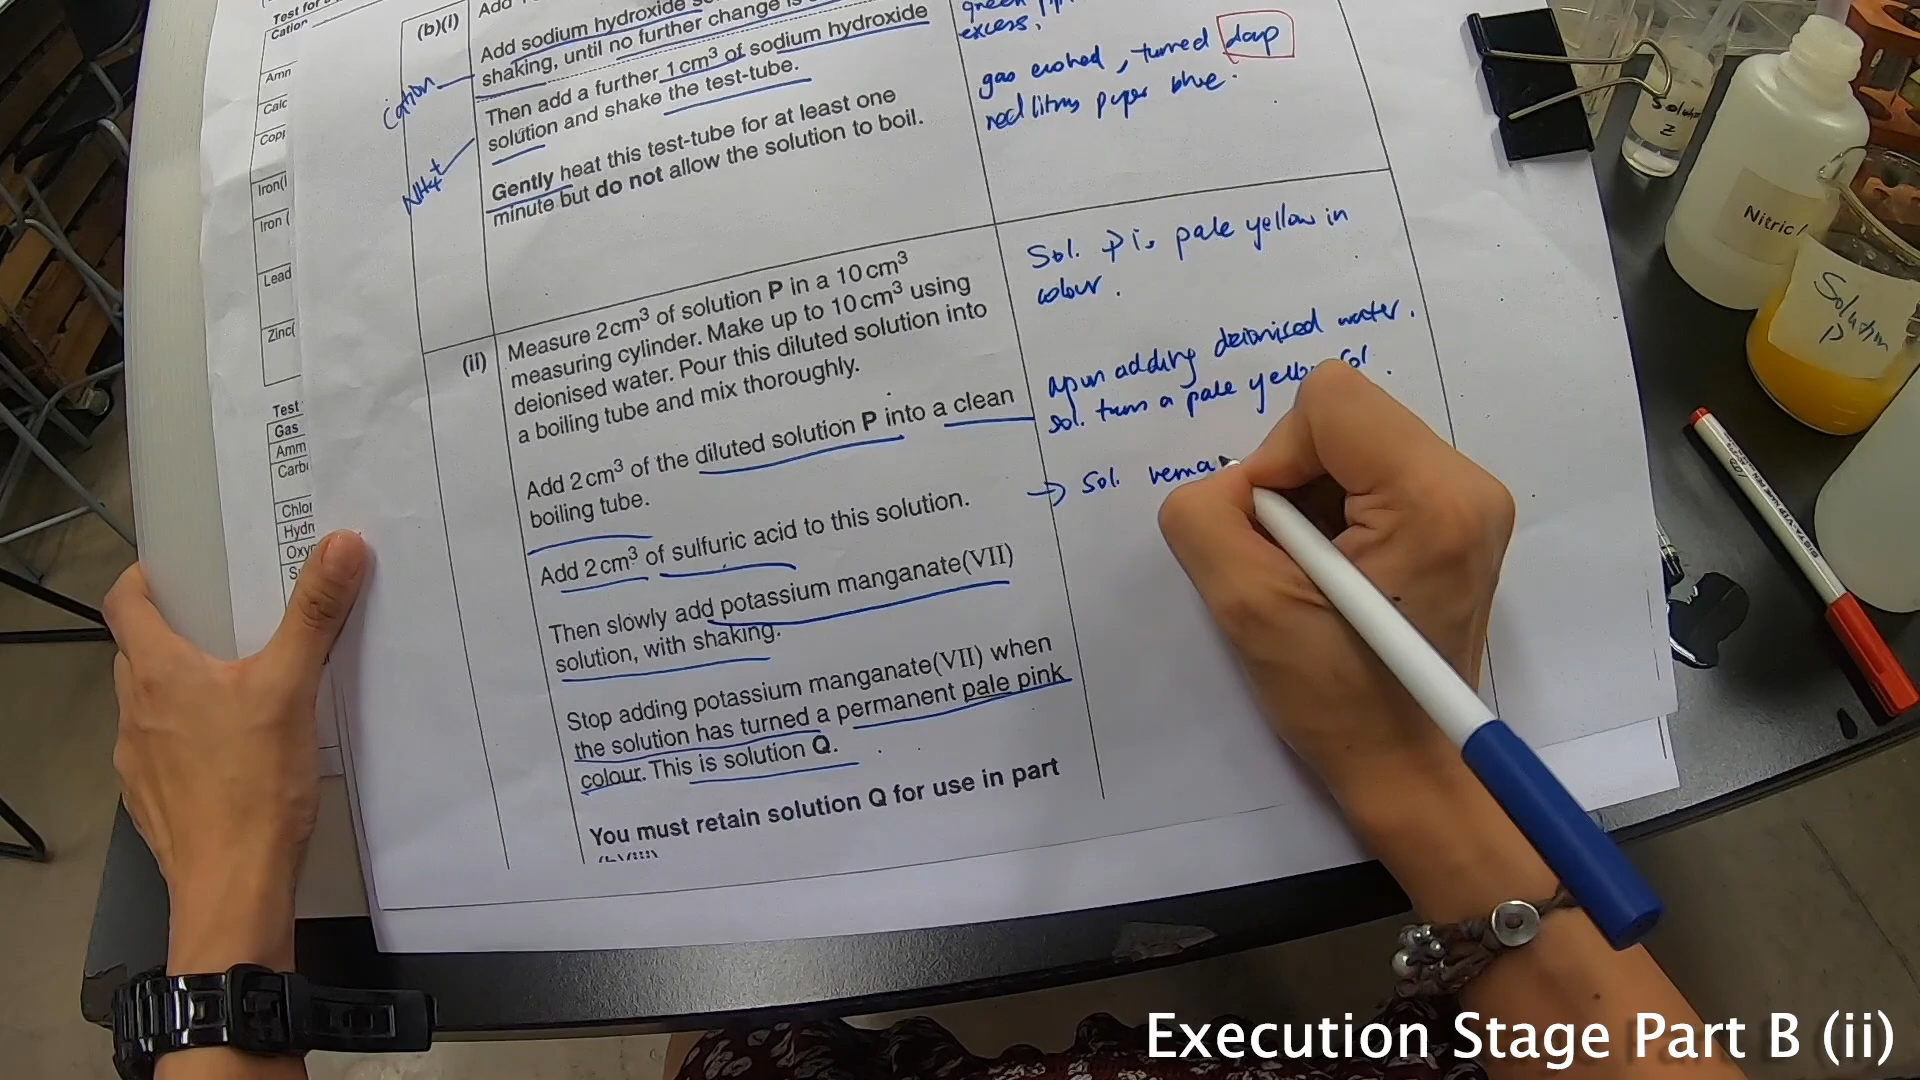 Test for
Cation
Amn
Calc
Copp
Iron(I
Iron (
Lead
Zinc(
Test
Gas
Amm
Carb
Chlor
Hydr
Oxy
(b)(i)
Add
Add sodium hydroxide
shaking, until no further change is
Then add a further 1 cm³ of sodium hydroxide
solution and shake the test-tube.
Gently heat this test-tube for at least one
minute but do not allow the solution to boil.
Cation
NH4+
green
excess.
gas evolved, turned damp
red litmus paper blue.
(ii)
Measure 2 cm³ of solution P in a 10 cm³
measuring cylinder. Make up to 10 cm³ using
deionised water. Pour this diluted solution into
a boiling tube and mix thoroughly.
Add 2 cm³ of the diluted solution P into a clean
boiling tube.
Add 2 cm³ of sulfuric acid to this solution.
Then slowly add potassium manganate(VII)
solution, with shaking.
Stop adding potassium manganate(VII) when
the solution has turned a permanent pale pink
colour. This is solution Q.
You must retain solution Q for use in part
Sol. P is pale yellow in
colour.
upon adding deionised water.
sol. turns a pale yellow sol.
→ Sol. rema
Solution
Z
Nitric A
Solution
P
Execution Stage Part B (ii)